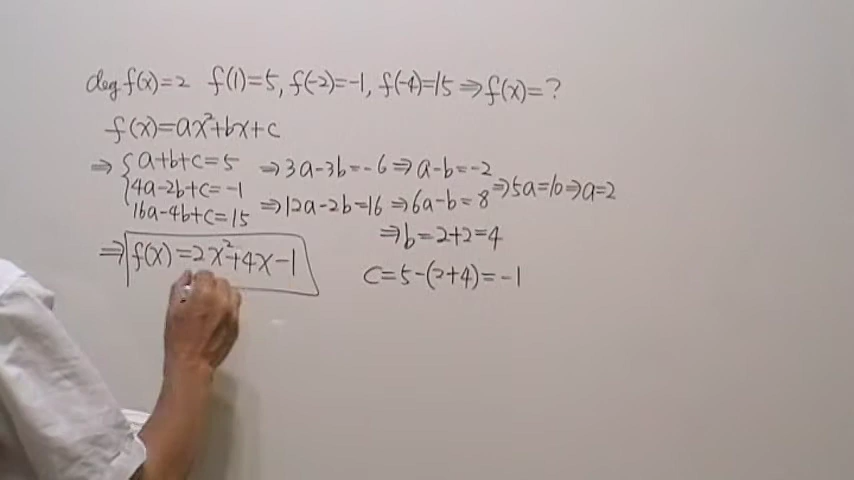 deg f(x)=2 f(1)=5, f(-2)=-1, f(-4)=15⇒f(x)=?
f(x)=ax²+bx+c
⇒{a+b+c=5 ⇒3a-3b=-6⇒a-b=-2
4a-2b+c=-1 ⇒5a=10⇒a=2
16a-4b+c=15 ⇒12a-2b=16 ⇒6a-b=8
⇒b=2+2=4
⇒f(x)=2x²+4x-1
c=5-(2+4)=-1